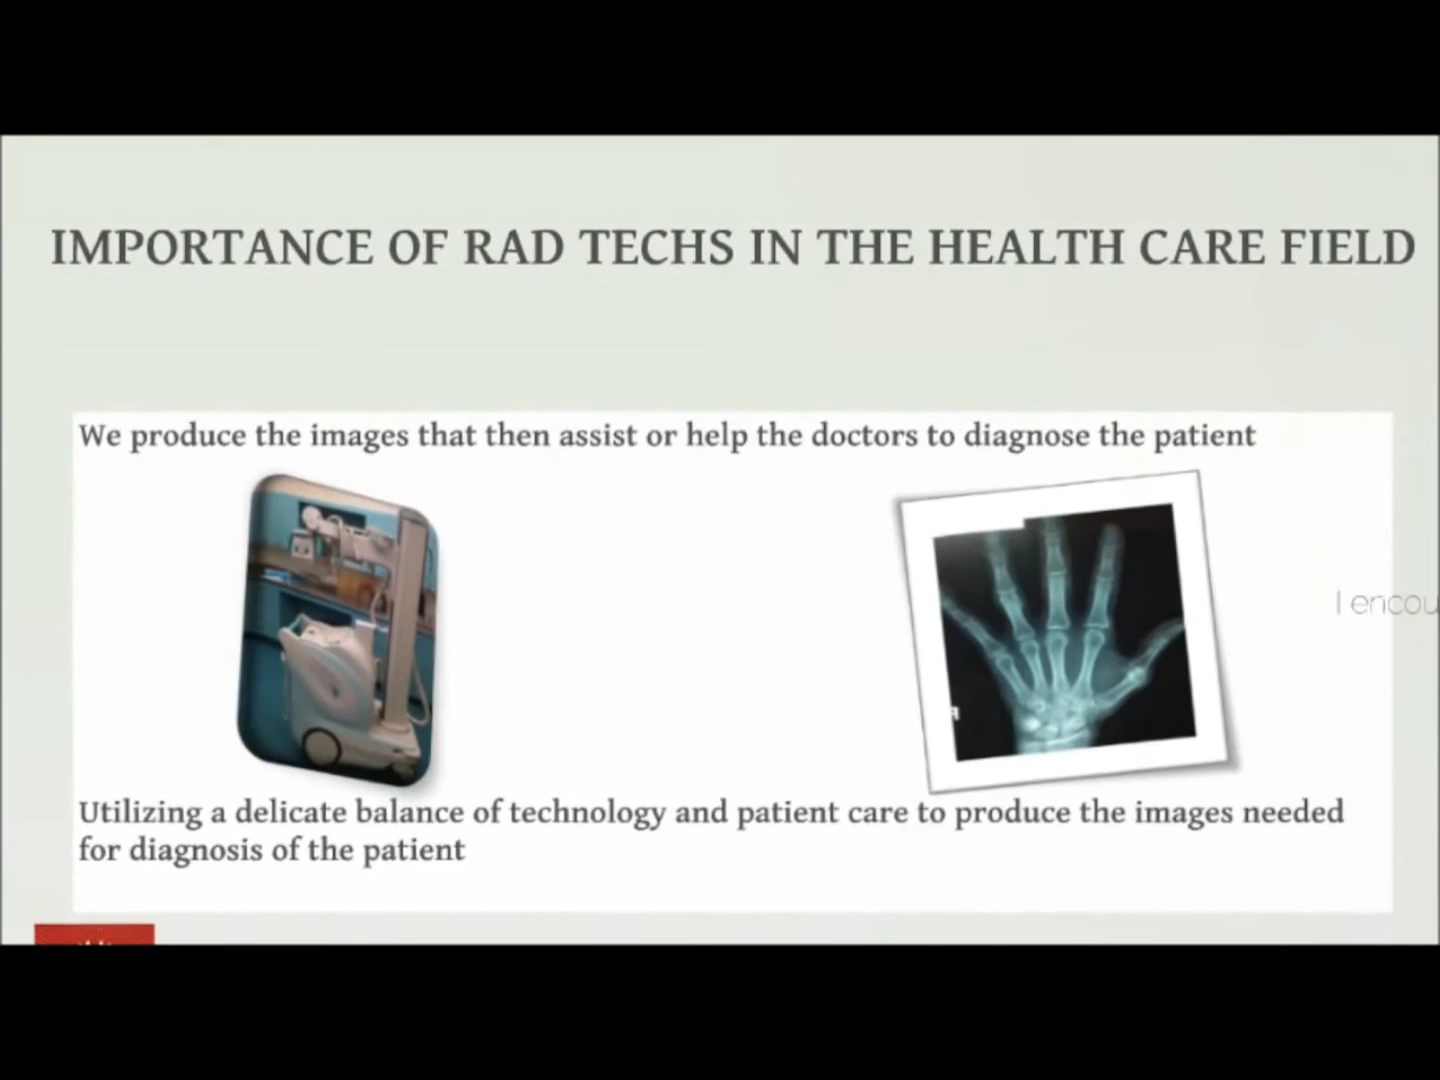 IMPORTANCE OF RAD TECHS IN THE HEALTH CARE FIELD
We produce the images that then assist or help the doctors to diagnose the patient
Utilizing a delicate balance of technology and patient care to produce the images needed
for diagnosis of the patient